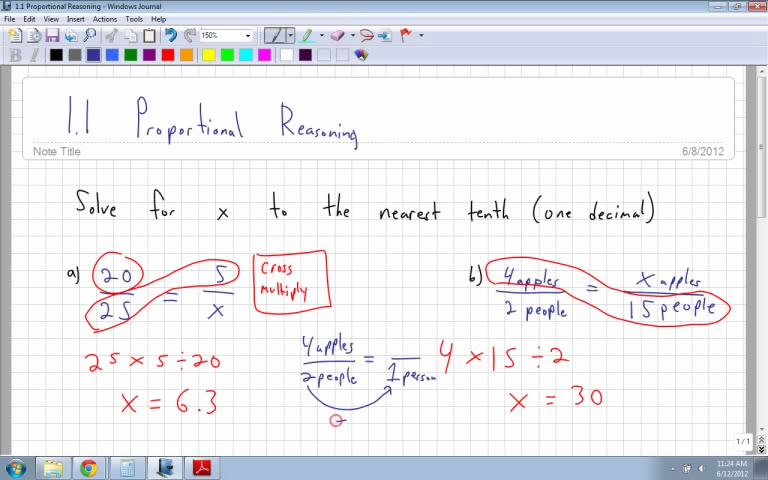 1.1 Proportional Reasoning - Windows Journal
File Edit View Insert Actions Tools Help
150%
B I
1.1 Proportional Reasoning
Note Title
6/8/2012
Solve for x to the nearest tenth (one decimal)
a) 20/25 = 5/x
Cross Multiply
b) 4 apples/2 people = x apples/15 people
25 × 5 ÷ 20
4 apples/2 people = /1 person
4 × 15 ÷ 2
x = 6.3
x = 30
1 / 1
11:24 AM
6/12/2012